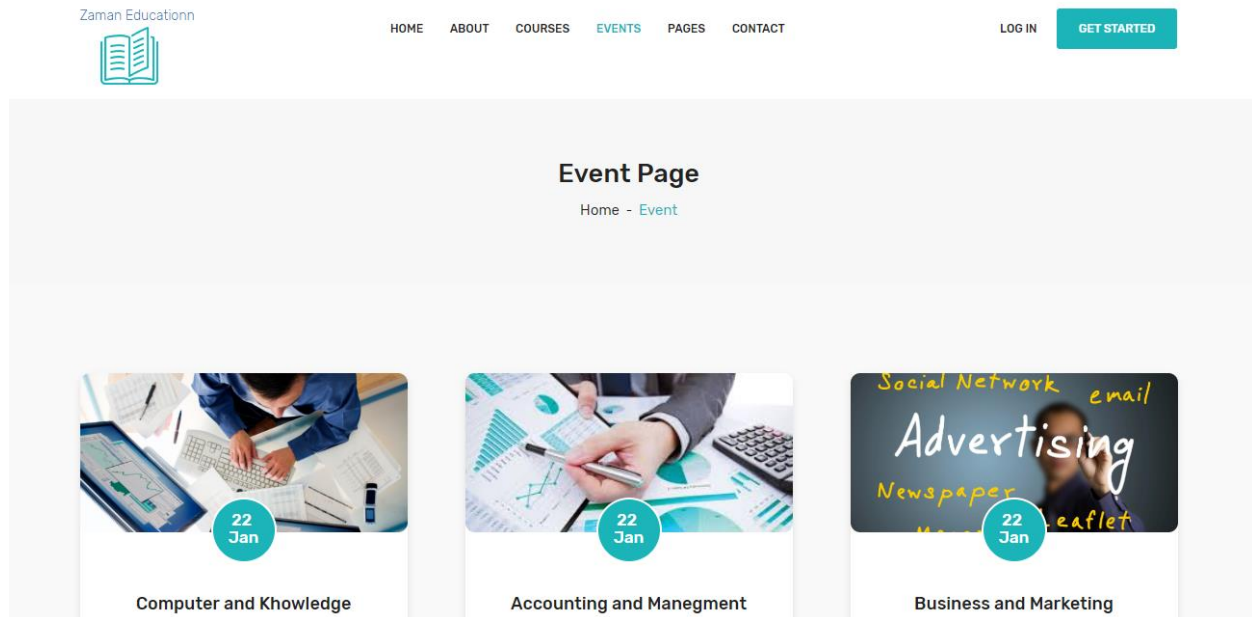 Zaman Educationn
HOME ABOUT COURSES EVENTS PAGES CONTACT
LOG IN GET STARTED
Event Page
Home - Event
Social Network
email
Advertising
Newspaper
eaflet
22
Jan
22
Jan
22
Jan
Computer and Khowledge
Accounting and Manegment
Business and Marketing